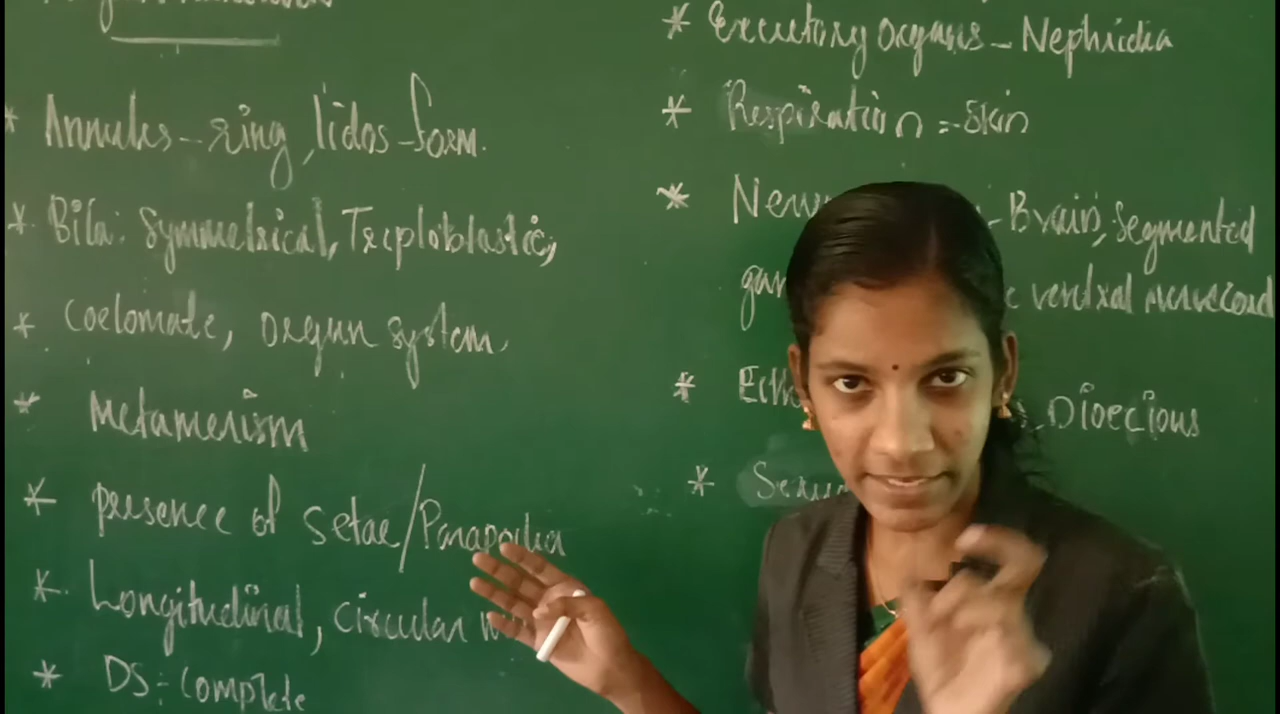 * Annules - ring, lidos - form.
* Bila: Symmetrical, Triploblastic,
* Coelomate, Organ system.
* Metamerism
* presence of Setae/Parapodia
* Longitudinal, circular
* DS : Complete
* Excretory Organs - Nephridia
* Respiration :- Skin
* - Brain, Segmented
ventral nervecord
* - Dioecious
*